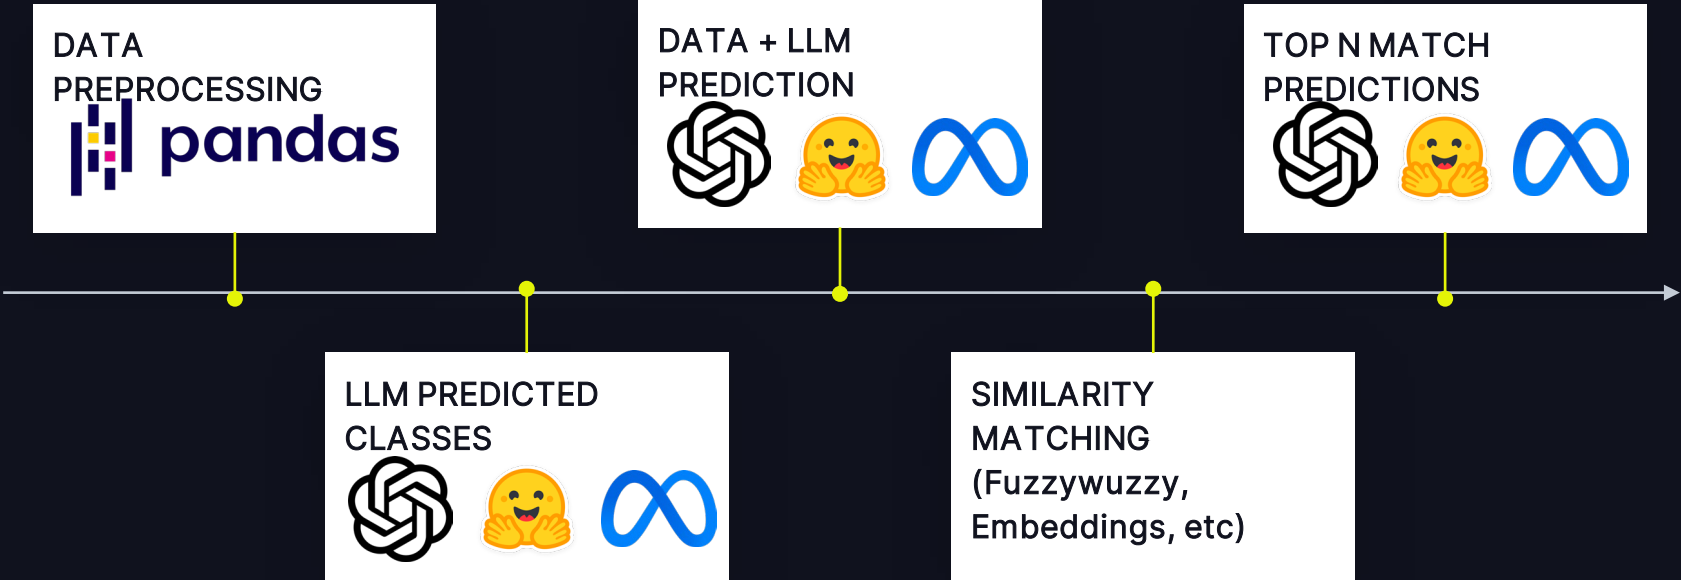 DATA
PREPROCESSING
pandas
LLM PREDICTED
CLASSES
DATA + LLM
PREDICTION
SIMILARITY
MATCHING
(Fuzzywuzzy,
Embeddings, etc)
TOP N MATCH
PREDICTIONS